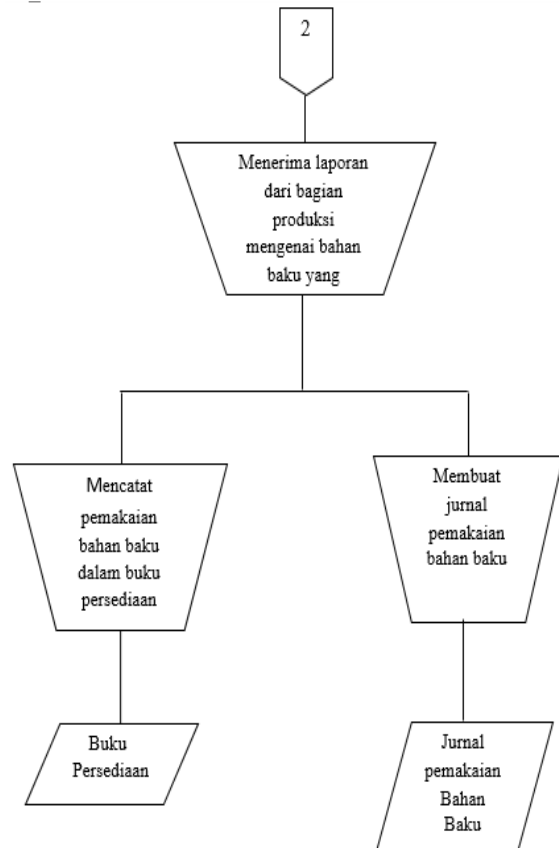 2
Menerima laporan
dari bagian
produksi
mengenai bahan
baku yang
Mencatat
pemakaian
bahan baku
dalam buku
persediaan
Membuat
jurnal
pemakaian
bahan baku
Buku
Persediaan
Jurnal
pemakaian
Bahan
Baku